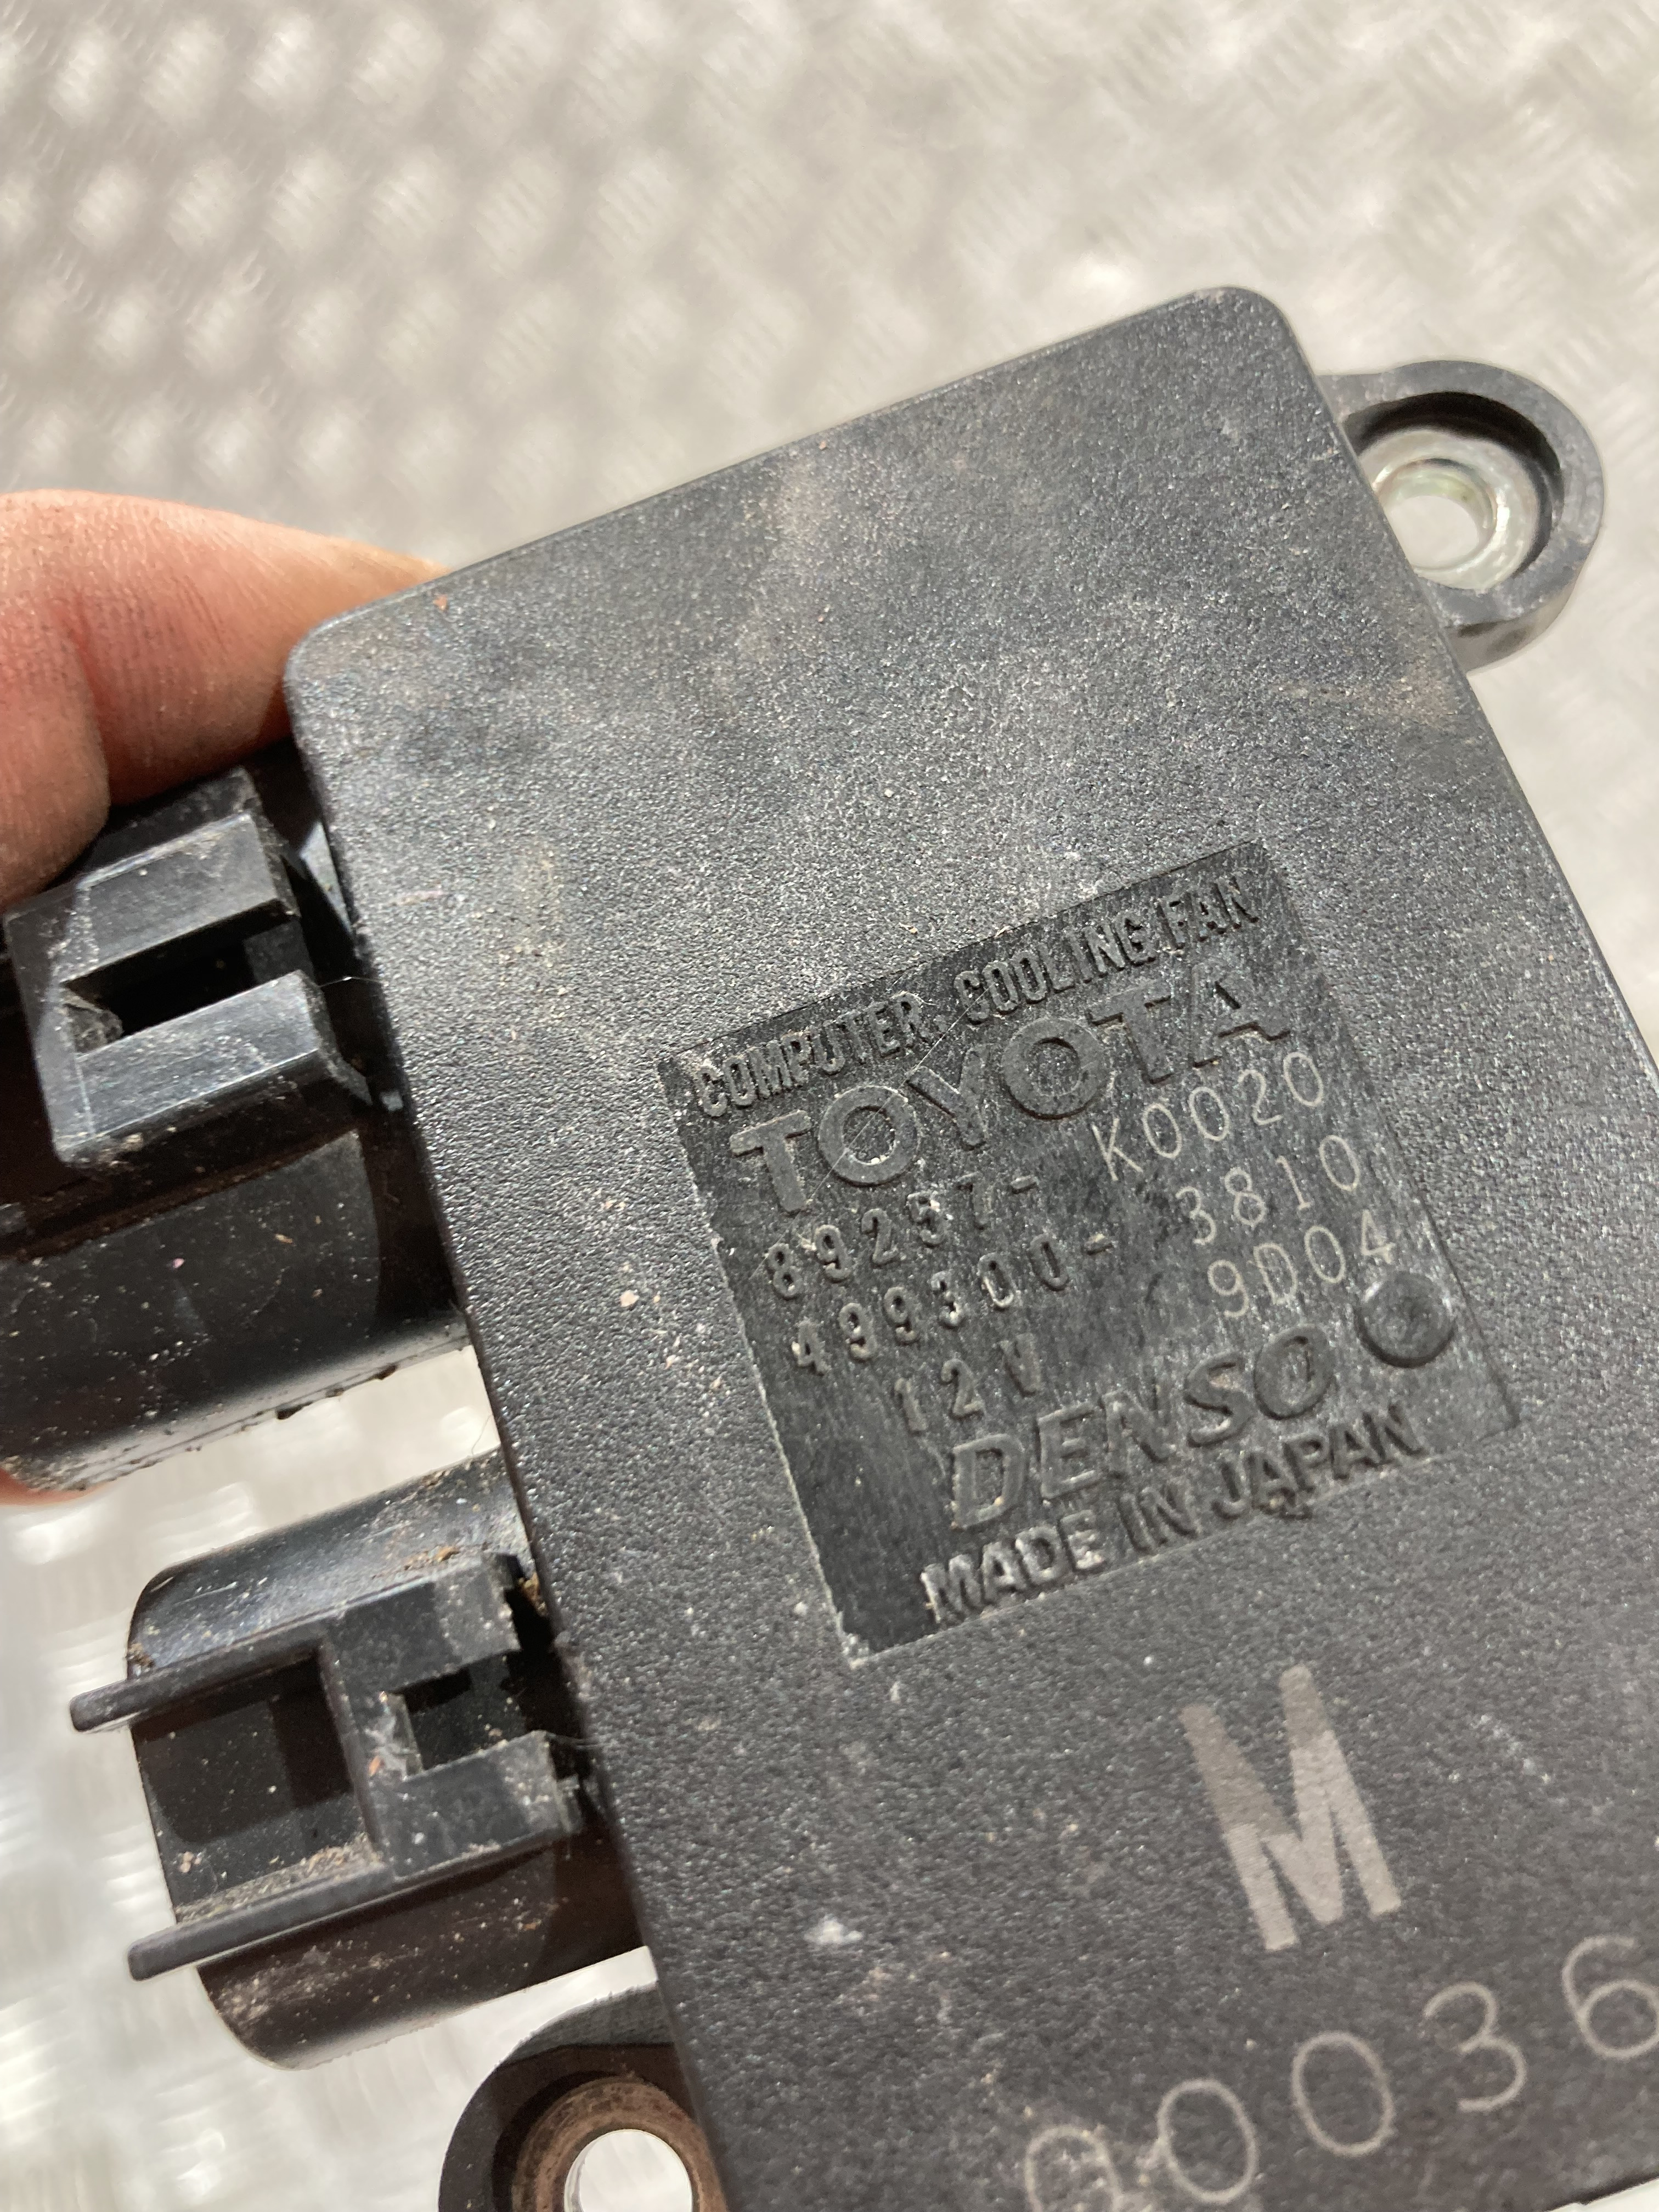 COMPUTER, COOLING FAN
TOYOTA
89257- K0020
499300- 3810
12V 9D04
DENSO
MADE IN JAPAN
M
0036